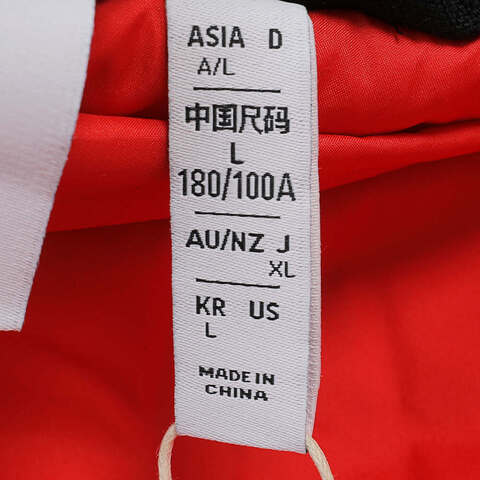 ASIA D
A/L
中国尺码
L
180/100A
AU/NZ J
XL
KR US
L
MADE IN
CHINA